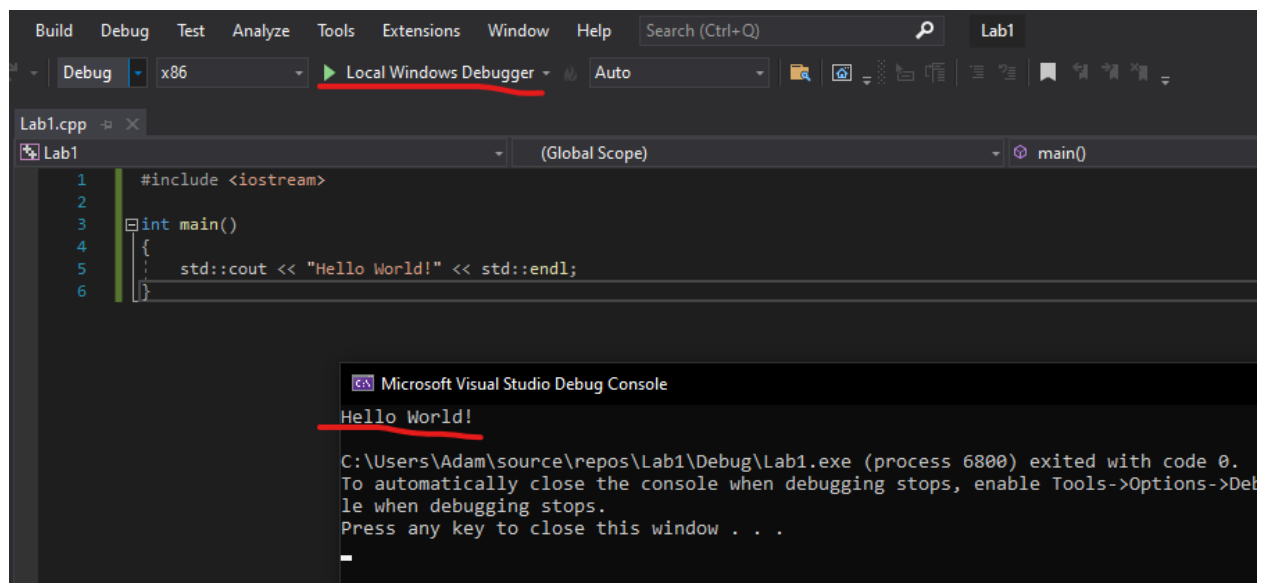 Build Debug Test Analyze Tools Extensions Window Help Search (Ctrl+Q) Lab1
Debug x86 Local Windows Debugger Auto
Lab1.cpp
Lab1 (Global Scope) main()
1 #include <iostream>
2
3 int main()
4 {
5 std::cout << "Hello World!" << std::endl;
6 }
Microsoft Visual Studio Debug Console
Hello World!
C:\Users\Adam\source\repos\Lab1\Debug\Lab1.exe (process 6800) exited with code 0.
To automatically close the console when debugging stops, enable Tools->Options->Deb
le when debugging stops.
Press any key to close this window . . .